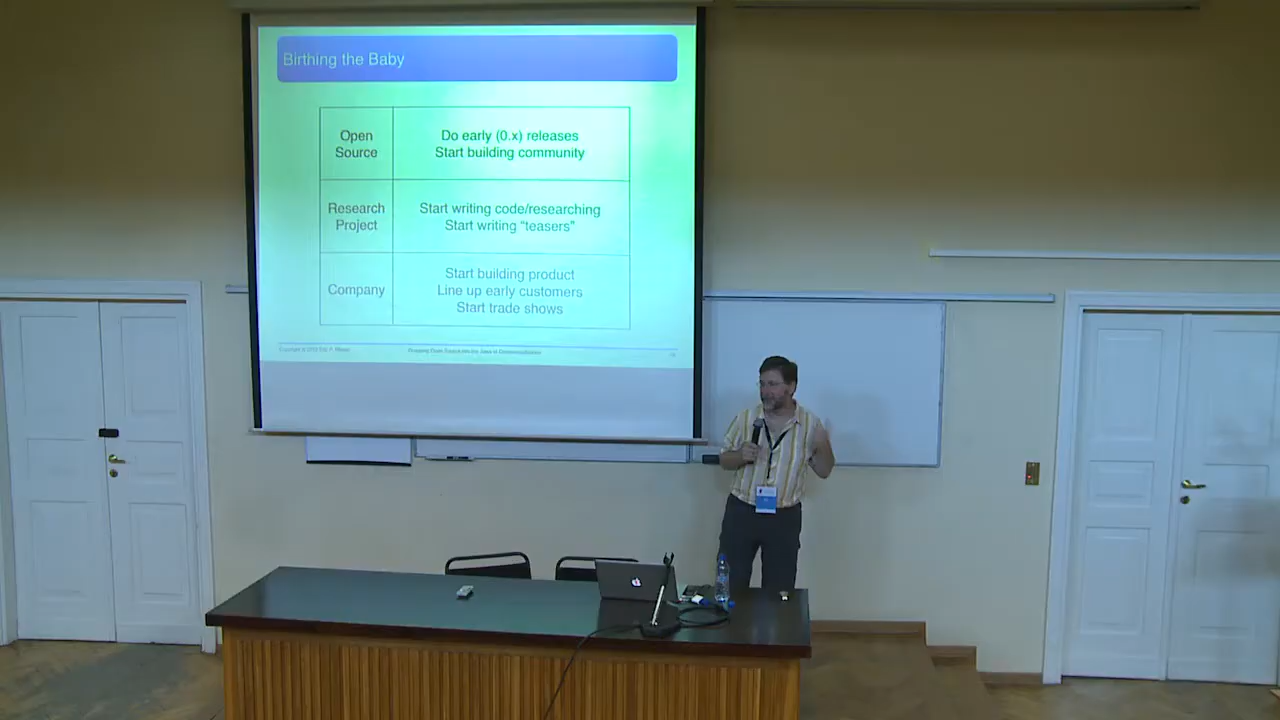 Birthing the Baby
Open
Source
Do early (0.x) releases
Start building community
Research
Project
Start writing code/researching
Start writing “teasers”
Company
Start building product
Line up early customers
Start trade shows